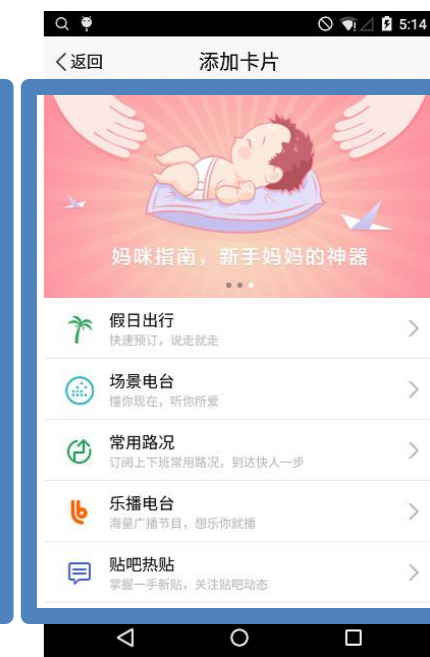 5:14
返回
添加卡片
妈咪指南，新手妈妈的神器
假日出行
快速预订，说走就走
场景电台
懂你现在，听你所爱
常用路况
订阅上下班常用路况，到达快人一步
乐播电台
海量广播节目，想乐你就播
贴吧热贴
掌握一手新贴，关注贴吧动态